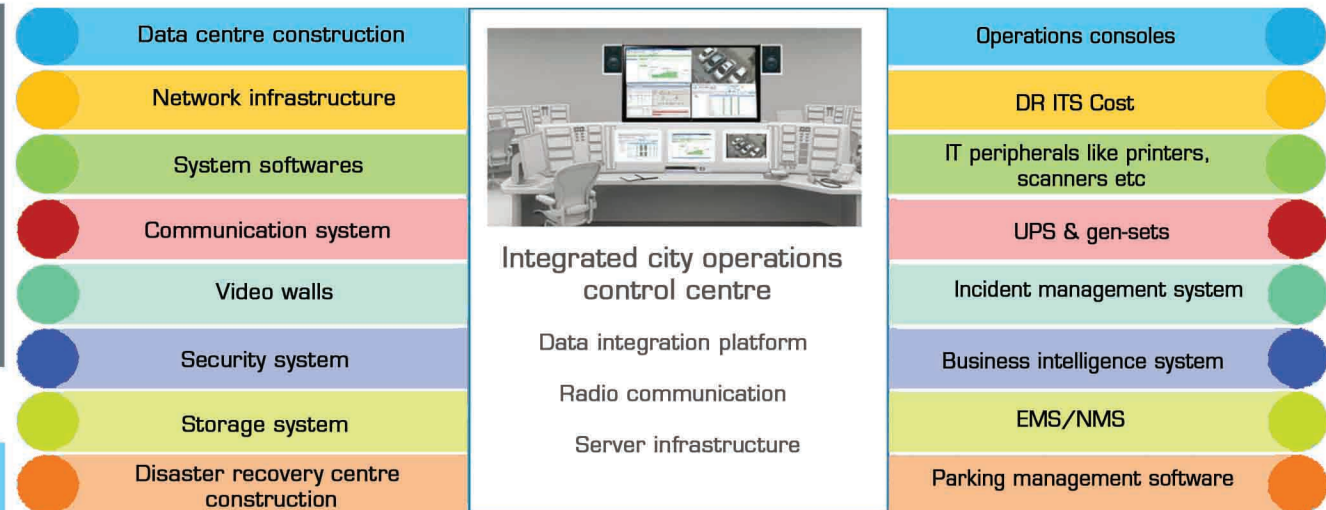 Data centre construction
Network infrastructure
System softwares
Communication system
Video walls
Security system
Storage system
Disaster recovery centre
construction
Integrated city operations
control centre
Data integration platform
Radio communication
Server infrastructure
Operations consoles
DR ITS Cost
IT peripherals like printers,
scanners etc
UPS & gen-sets
Incident management system
Business intelligence system
EMS/NMS
Parking management software